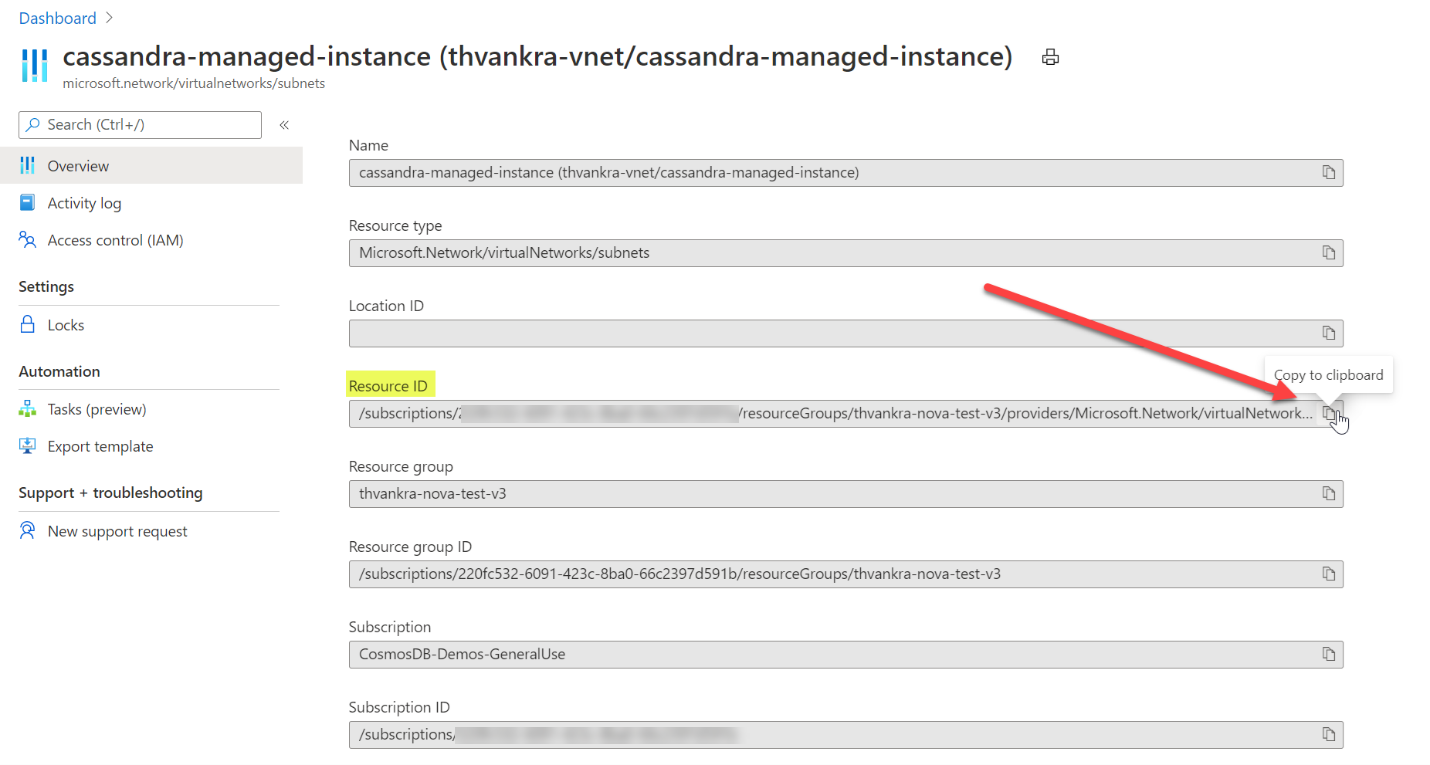 Dashboard
cassandra-managed-instance (thvankra-vnet/cassandra-managed-instance)
microsoft.network/virtualnetworks/subnets
Search (Ctrl+/)
Overview
Activity log
Access control (IAM)
Settings
Locks
Automation
Tasks (preview)
Export template
Support + troubleshooting
New support request
Name
cassandra-managed-instance (thvankra-vnet/cassandra-managed-instance)
Resource type
Microsoft.Network/virtualNetworks/subnets
Location ID
Copy to clipboard
Resource ID
/subscriptions/2 /resourceGroups/thvankra-nova-test-v3/providers/Microsoft.Network/virtualNetwork...
Resource group
thvankra-nova-test-v3
Resource group ID
/subscriptions/220fc532-6091-423c-8ba0-66c2397d591b/resourceGroups/thvankra-nova-test-v3
Subscription
CosmosDB-Demos-GeneralUse
Subscription ID
/subscriptions/